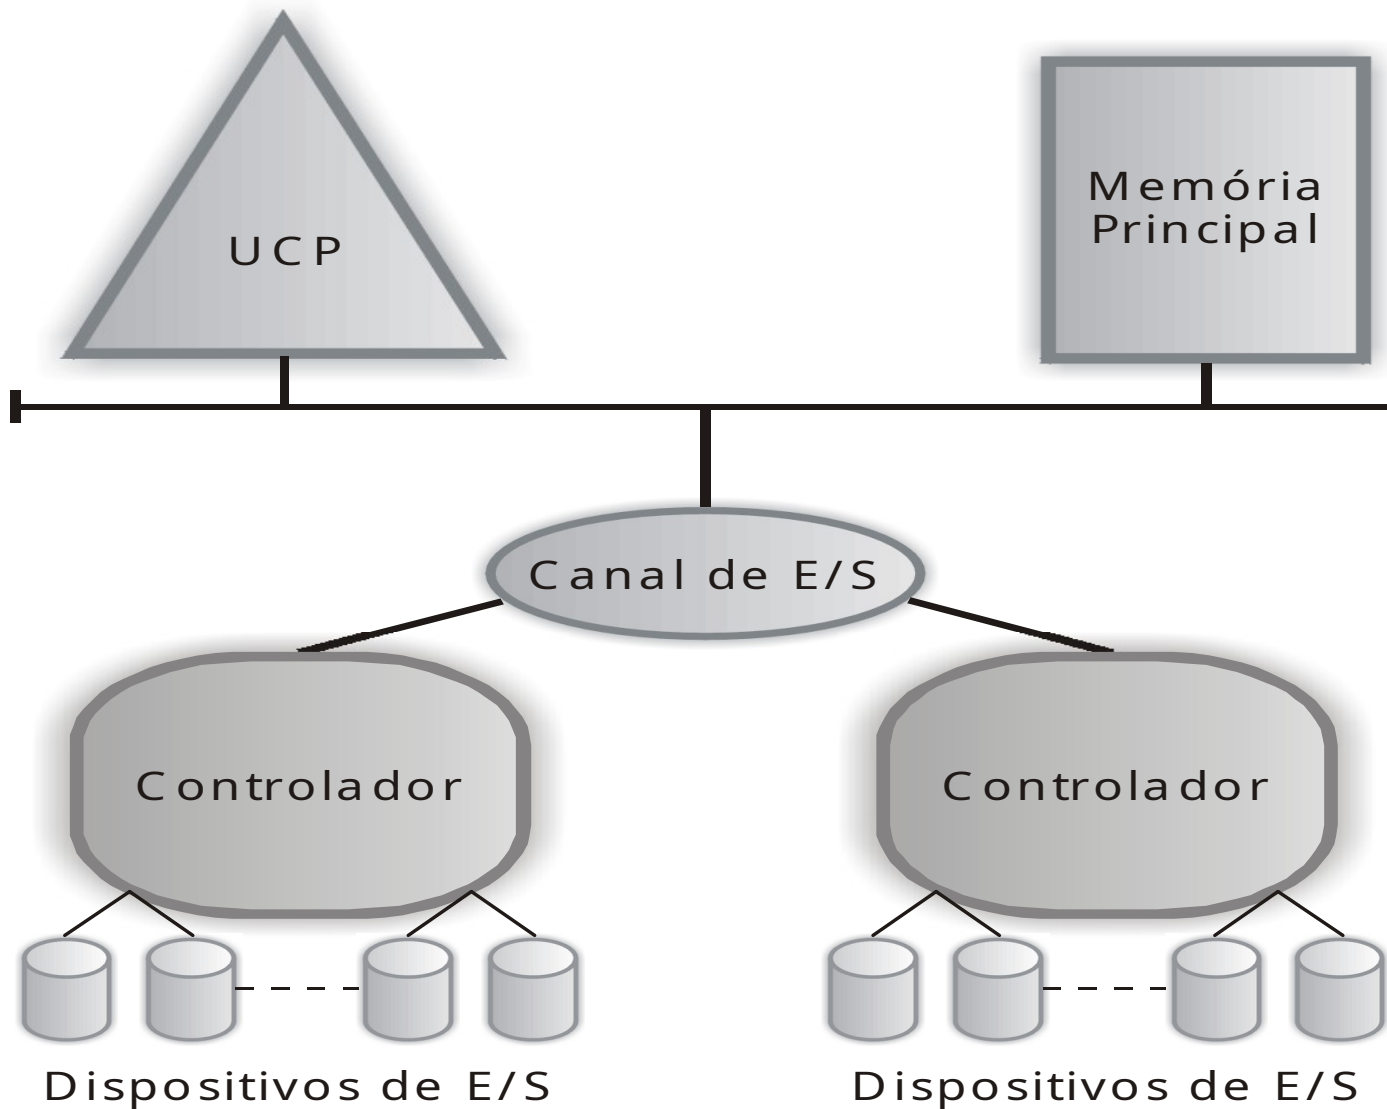 UCP
Memória
Principal
Canal de E/S
Controlador
Controlador
Dispositivos de E/S
Dispositivos de E/S